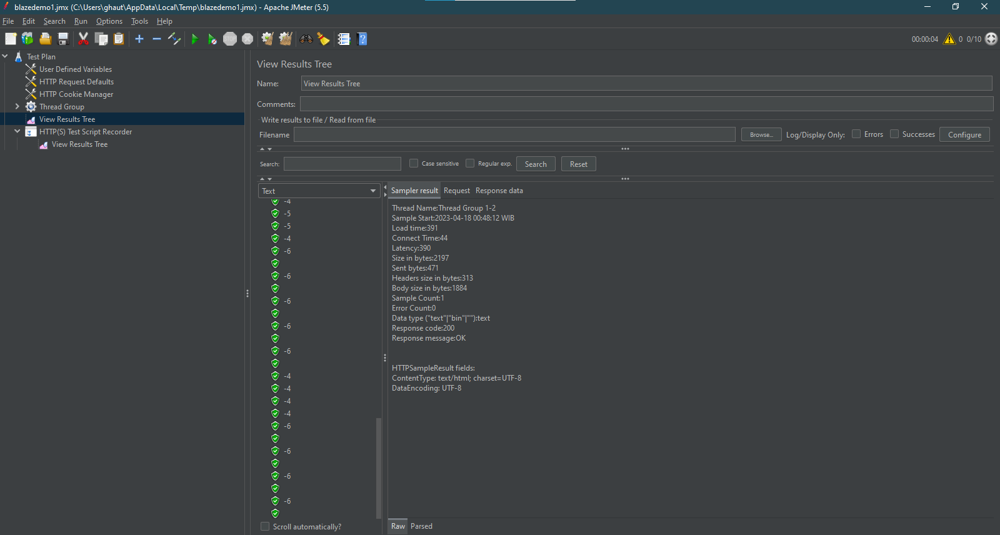 blazedemo1.jmx (C:\Users\ghaut\AppData\Local\Temp\blazedemo1.jmx) - Apache JMeter (5.5)
File Edit Search Run Options Tools Help
STOP
00:00:04 0 0/10
Test Plan
User Defined Variables
HTTP Request Defaults
HTTP Cookie Manager
Thread Group
View Results Tree
HTTP(S) Test Script Recorder
View Results Tree
View Results Tree
Name: View Results Tree
Comments:
Write results to file / Read from file
Filename Browse... Log/Display Only: Errors Successes Configure
Search: Case sensitive Regular exp. Search Reset
Text
-4
-5
-5
-4
-6
-6
-6
-6
-6
-4
-4
-4
-4
-6
-6
-6
-6
Scroll automatically?
Sampler result Request Response data
Thread Name:Thread Group 1-2
Sample Start:2023-04-18 00:48:12 WIB
Load time:391
Connect Time:44
Latency:390
Size in bytes:2197
Sent bytes:471
Headers size in bytes:313
Body size in bytes:1884
Sample Count:1
Error Count:0
Data type ("text"|"bin"|""):text
Response code:200
Response message:OK
HTTPSampleResult fields:
ContentType: text/html; charset=UTF-8
DataEncoding: UTF-8
Raw Parsed